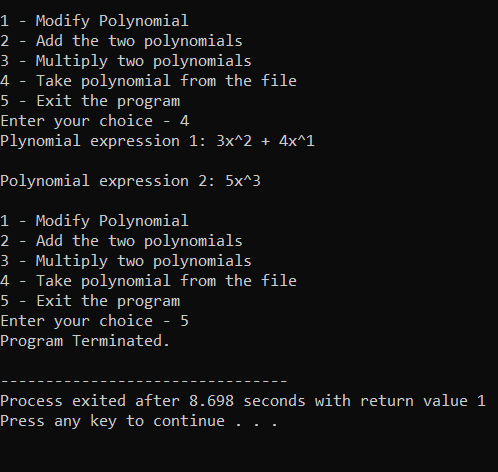 1 - Modify Polynomial
2 - Add the two polynomials
3 - Multiply two polynomials
4 - Take polynomial from the file
5 - Exit the program
Enter your choice - 4
Plynomial expression 1: 3x^2 + 4x^1
Polynomial expression 2: 5x^3
1 - Modify Polynomial
2 - Add the two polynomials
3 - Multiply two polynomials
4 - Take polynomial from the file
5 - Exit the program
Enter your choice - 5
Program Terminated.
--------------------------------
Process exited after 8.698 seconds with return value 1
Press any key to continue . . .